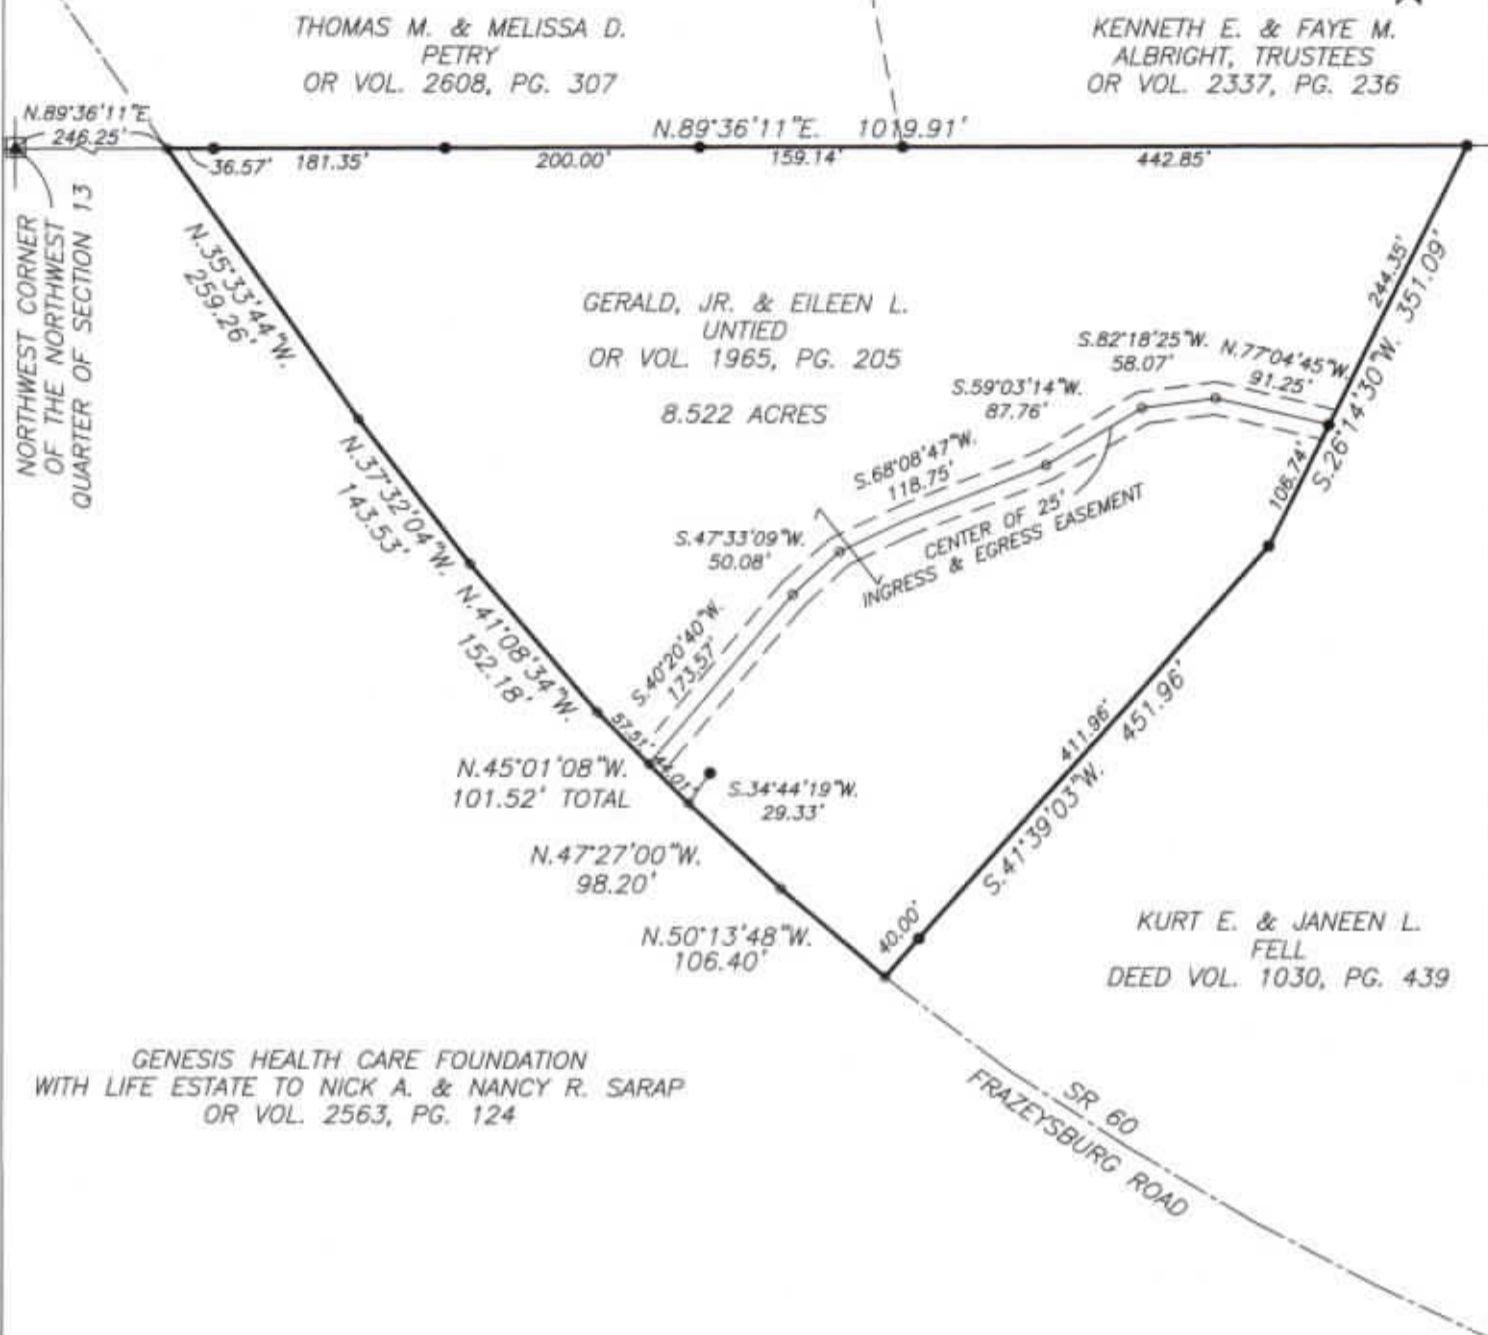 THOMAS M. & MELISSA D.
PETRY
OR VOL. 2608, PG. 307
KENNETH E. & FAYE M.
ALBRIGHT, TRUSTEES
OR VOL. 2337, PG. 236
N.89°36'11"E.
246.25'
N.89°36'11"E. 1019.91'
36.57'
181.35'
200.00'
159.14'
442.85'
NORTHWEST CORNER
OF THE NORTHWEST
QUARTER OF SECTION 13
N.35°33'44"W.
259.26'
GERALD, JR. & EILEEN L.
UNTIED
OR VOL. 1965, PG. 205
8.522 ACRES
244.35'
S.26°14'30"W. 351.09'
106.74'
S.82°18'25"W.
58.07'
N.77°04'45"W.
91.25'
S.59°03'14"W.
87.76'
S.68°08'47"W.
118.75'
S.47°33'09"W.
50.08'
CENTER OF 25'
INGRESS & EGRESS EASEMENT
N.37°32'04"W.
143.53'
N.41°08'34"W.
152.18'
S.40°20'40"W.
173.57'
57.51'
44.01'
N.45°01'08"W.
101.52' TOTAL
S.34°44'19"W.
29.33'
411.96'
S.41°39'03"W. 451.96'
N.47°27'00"W.
98.20'
N.50°13'48"W.
106.40'
40.00'
KURT E. & JANEEN L.
FELL
DEED VOL. 1030, PG. 439
GENESIS HEALTH CARE FOUNDATION
WITH LIFE ESTATE TO NICK A. & NANCY R. SARAP
OR VOL. 2563, PG. 124
SR 60
FRAZEYSBURG ROAD